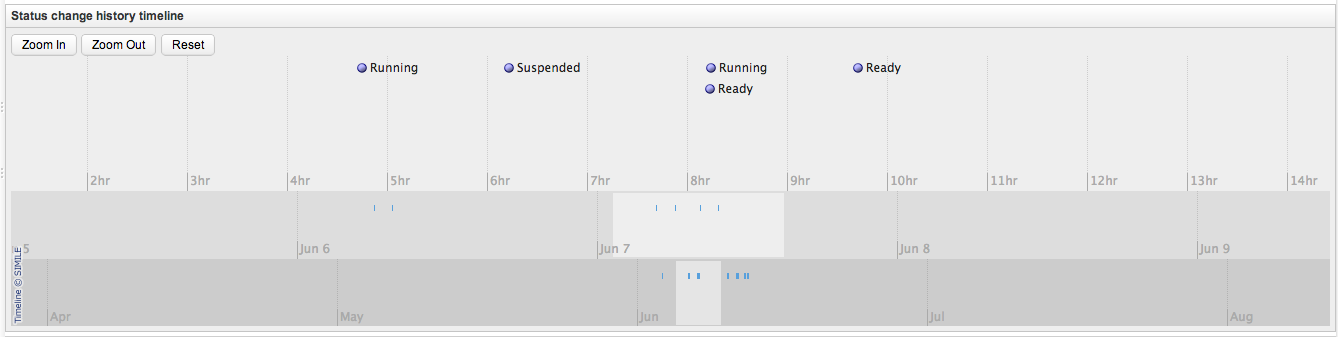 Status change history timeline
Zoom In Zoom Out Reset
Running Suspended Running Ready
Ready
2hr 3hr 4hr 5hr 6hr 7hr 8hr 9hr 10hr 11hr 12hr 13hr 14hr
5 Jun 6 Jun 7 Jun 8 Jun 9
Timeline © SIMILE
Apr May Jun Jul Aug